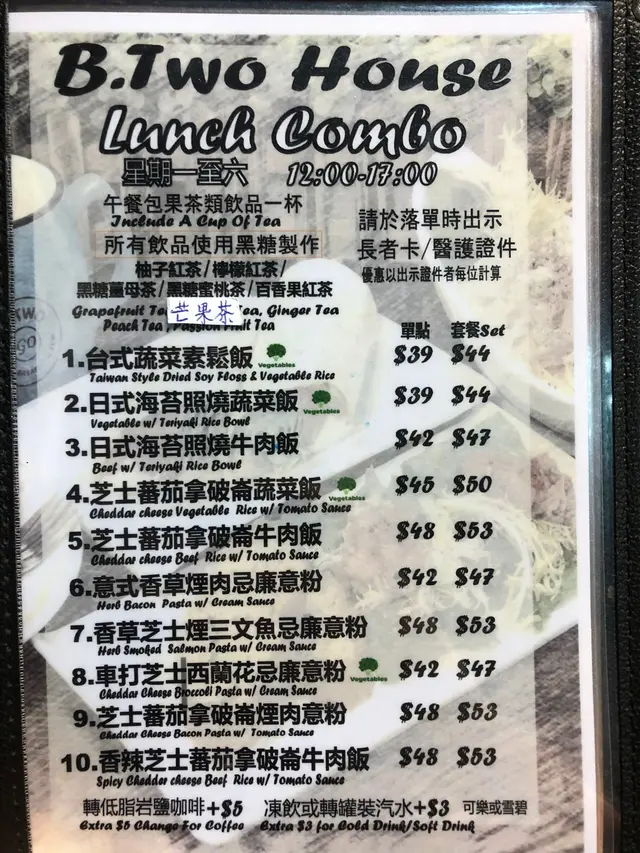 B.Two House
Lunch Combo
星期一至六 12:00-17:00
午餐包果茶類飲品一杯
Include A Cup Of Tea
所有飲品使用黑糖製作
請於落單時出示
長者卡/醫護證件
優惠以出示證件者每位計算
柚子紅茶/檸檬紅茶/
黑糖薑母茶/黑糖蜜桃茶/百香果紅茶
Grapefruit Tea, Ginger Tea
芒果茶
Peach Tea, Passion Fruit Tea
單點 套餐Set
1.台式蔬菜素鬆飯 Vegetables $39 $44
Taiwan Style Dried Soy Floss & Vegetable Rice
2.日式海苔照燒蔬菜飯 Vegetables $39 $44
Vegetable w/ Teriyaki Rice Bowl
3.日式海苔照燒牛肉飯 $42 $47
Beef w/ Teriyaki Rice Bowl
4.芝士蕃茄拿破崙蔬菜飯 Vegetables $45 $50
Cheddar cheese Vegetable Rice w/ Tomato Sauce
5.芝士蕃茄拿破崙牛肉飯 $48 $53
Cheddar cheese Beef Rice w/ Tomato Sauce
6.意式香草煙肉忌廉意粉 $42 $47
Herb Bacon Pasta w/ Cream Sauce
7.香草芝士煙三文魚忌廉意粉 $48 $53
Herb Smoked Salmon Pasta w/ Cream Sauce
8.車打芝士西蘭花忌廉意粉 Vegetables $42 $47
Cheddar Cheese Broccoli Pasta w/ Cream Sauce
9.芝士蕃茄拿破崙煙肉意粉 $48 $53
Cheddar Cheese Bacon Pasta w/ Tomato Sauce
10.香辣芝士蕃茄拿破崙牛肉飯 $48 $53
Spicy Chedder cheese Beef Rice w/ Tomato Sauce
轉低脂岩鹽咖啡+$5 凍飲或轉罐裝汽水+$3 可樂或雪碧
Extra $5 Change For Coffee Extra $3 for Cold Drink/Soft Drink